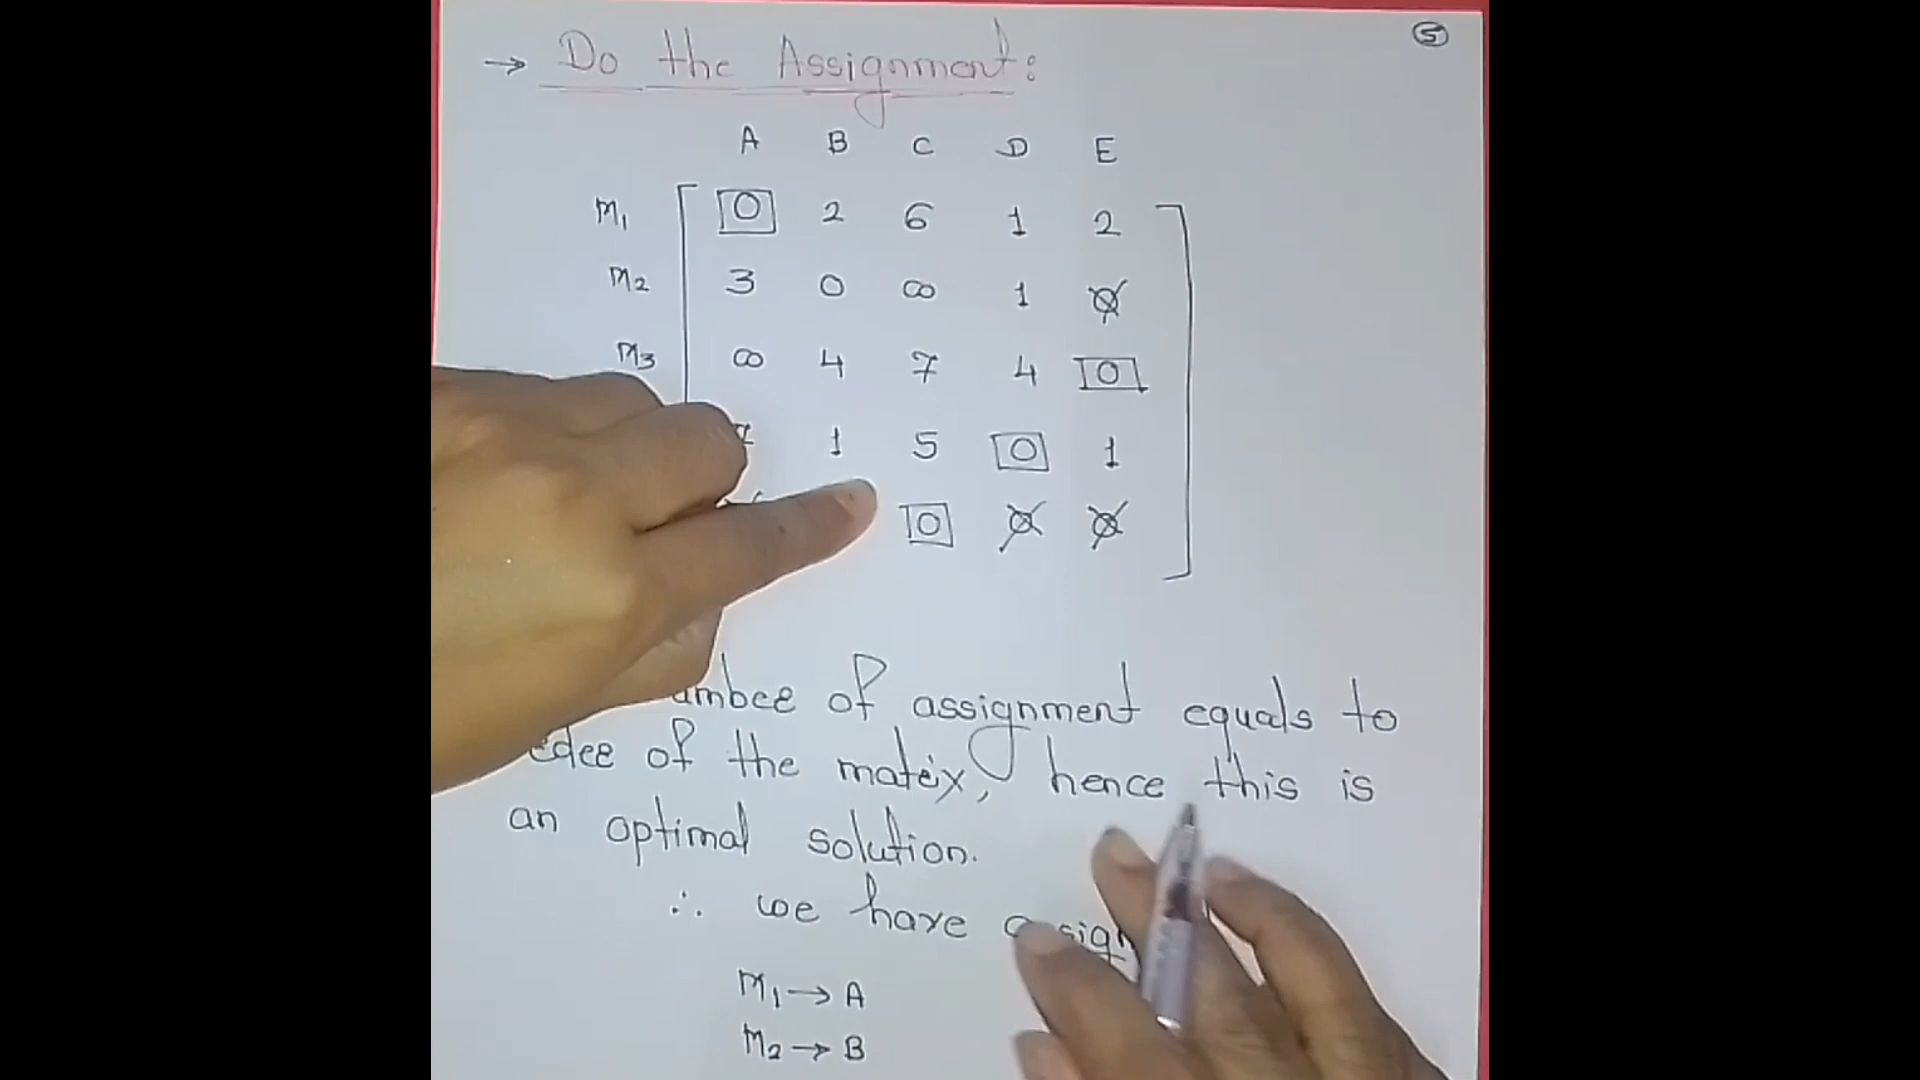 5
→ Do the Assignment:
A B C D E
M1 0 2 6 1 2
M2 3 0 ∞ 1 0
M3 ∞ 4 7 4 0
1 5 0 1
0 0 0
of assignment equals to
of the matrix, hence this is
an optimal solution.
∴ we have
M1 → A
M2 → B